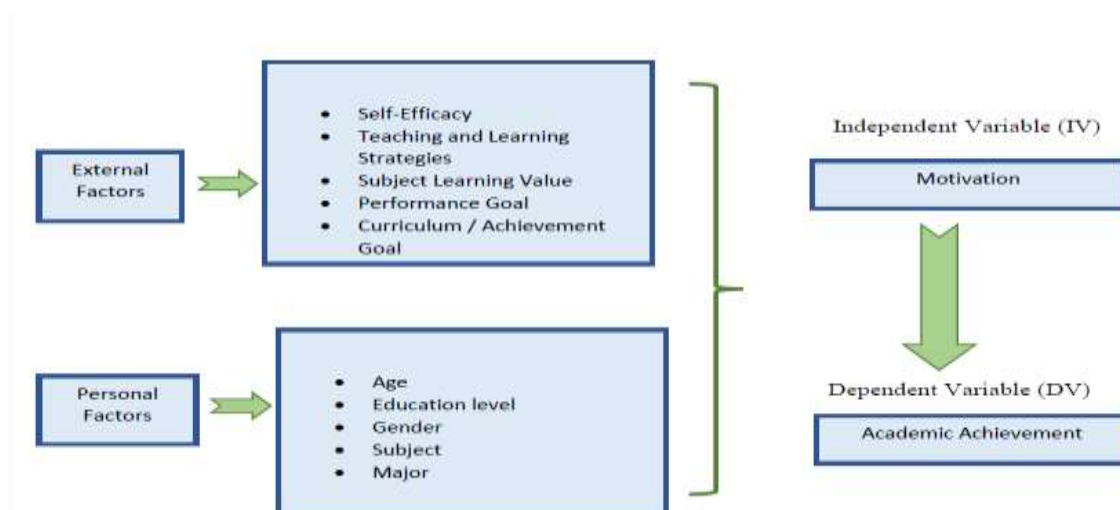 External
Factors
• Self-Efficacy
• Teaching and Learning
Strategies
• Subject Learning Value
• Performance Goal
• Curriculum / Achievement
Goal
Personal
Factors
• Age
• Education level
• Gender
• Subject
• Major
Independent Variable (IV)
Motivation
Dependent Variable (DV)
Academic Achievement